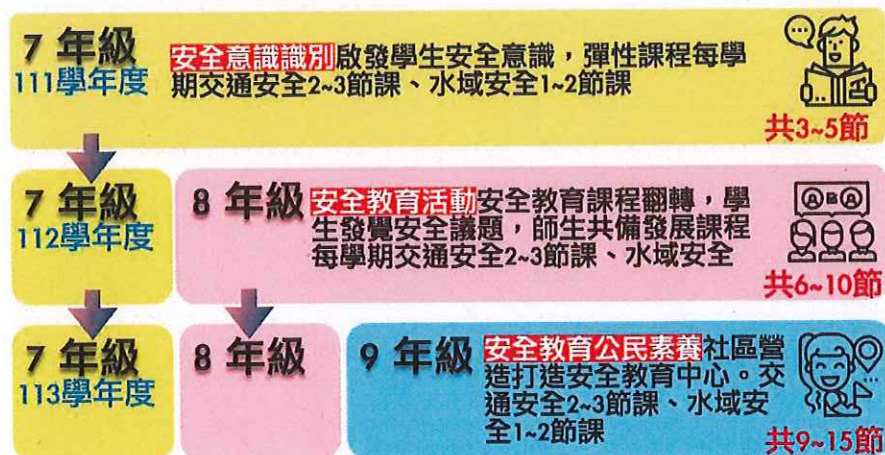 7 年級
111學年度
安全意識識別啟發學生安全意識，彈性課程每學
期交通安全2~3節課、水域安全1~2節課
共3~5節
7 年級
112學年度
8 年級
安全教育活動安全教育課程翻轉，學
生發覺安全議題，師生共備發展課程
每學期交通安全2~3節課、水域安全
A B A
共6~10節
7 年級
113學年度
8 年級
9 年級
安全教育公民素養社區營
造打造安全教育中心。交
通安全2~3節課、水域安
全1~2節課
共9~15節